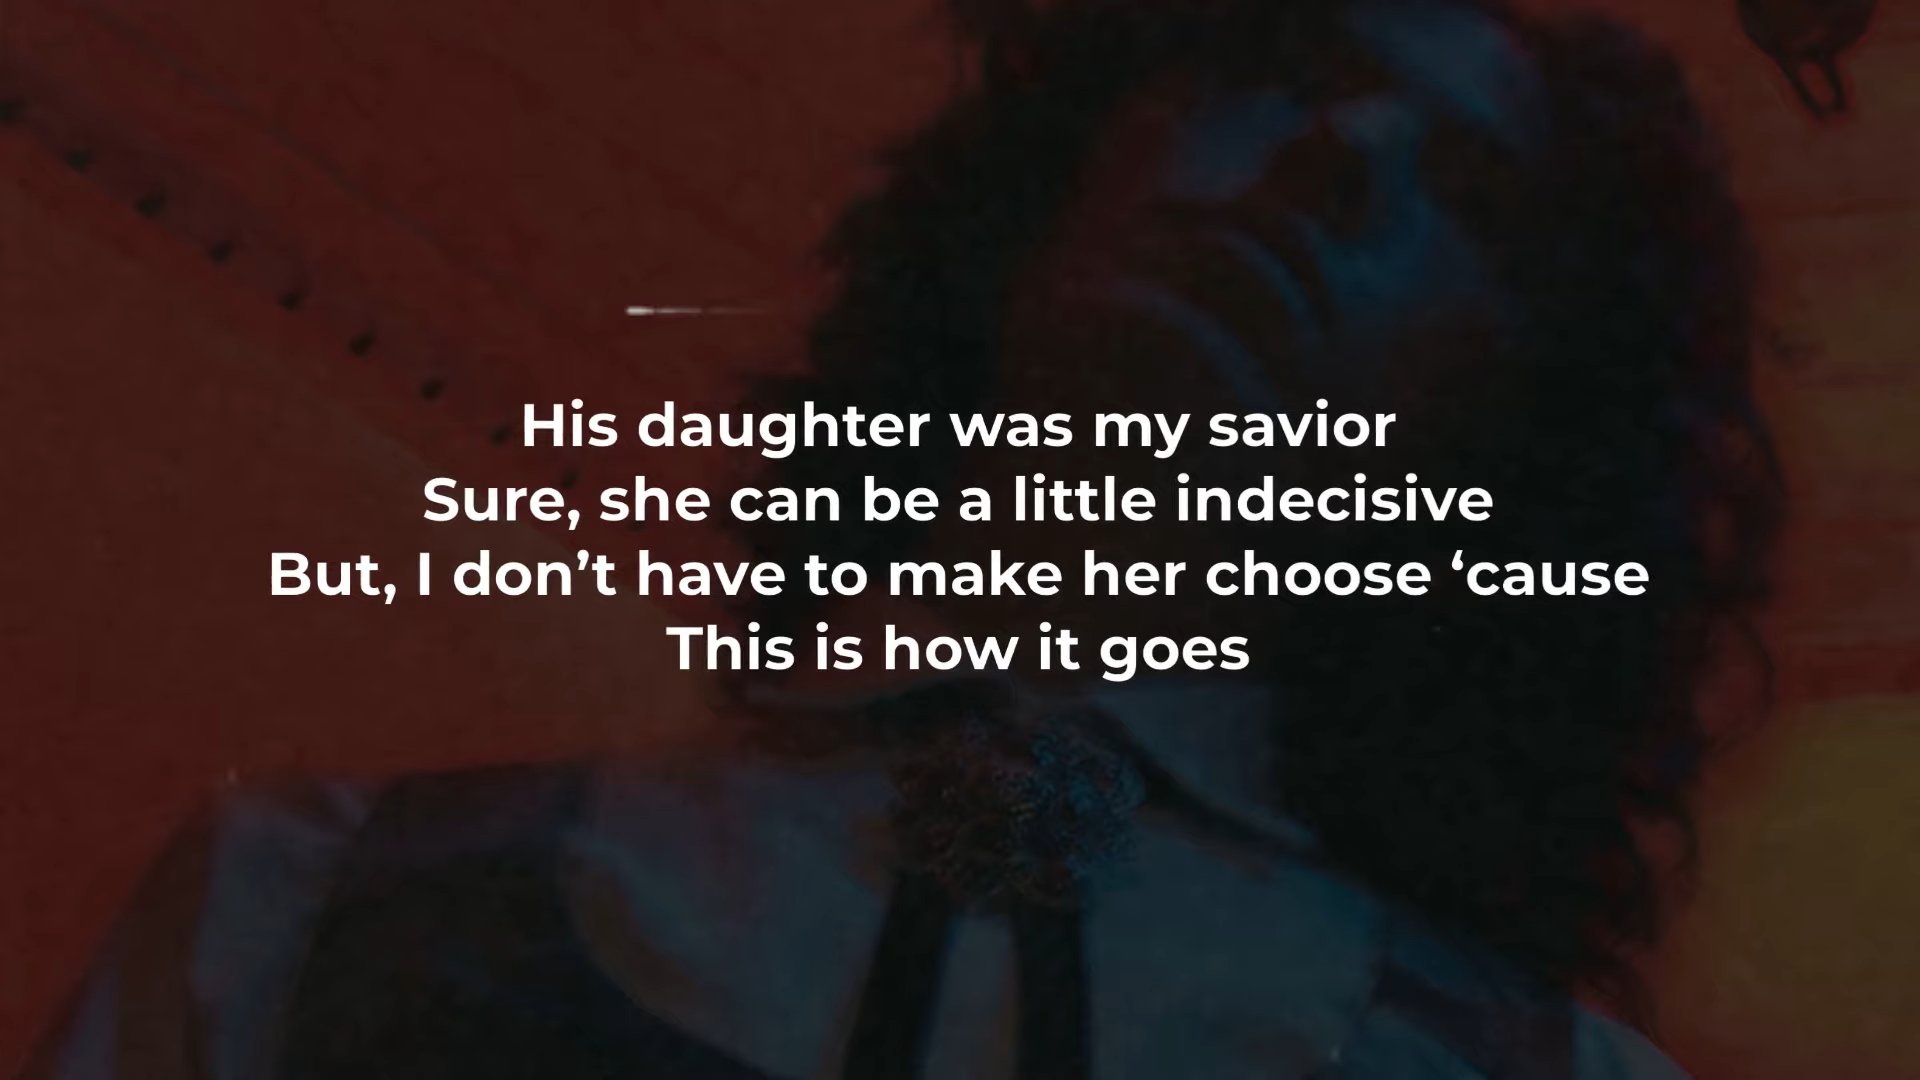 His daughter was my savior
Sure, she can be a little indecisive
But, I don’t have to make her choose ‘cause
This is how it goes